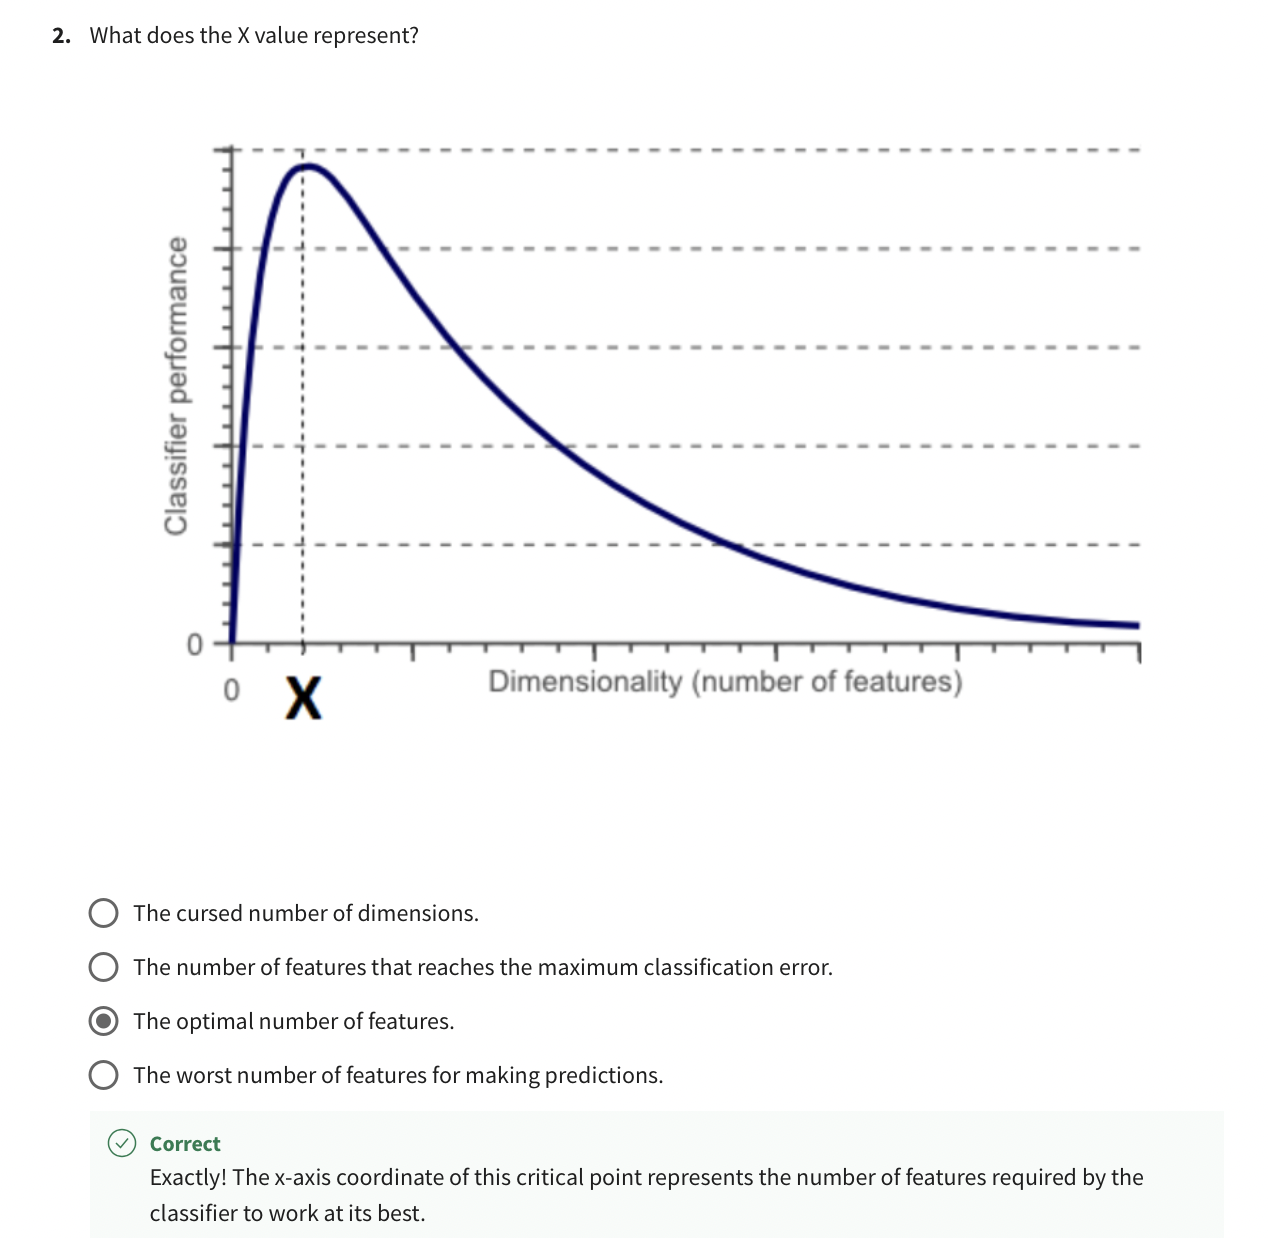 2. What does the X value represent?
Classifier performance
0
0
X
Dimensionality (number of features)
The cursed number of dimensions.
The number of features that reaches the maximum classification error.
The optimal number of features.
The worst number of features for making predictions.
Correct
Exactly! The x-axis coordinate of this critical point represents the number of features required by the
classifier to work at its best.